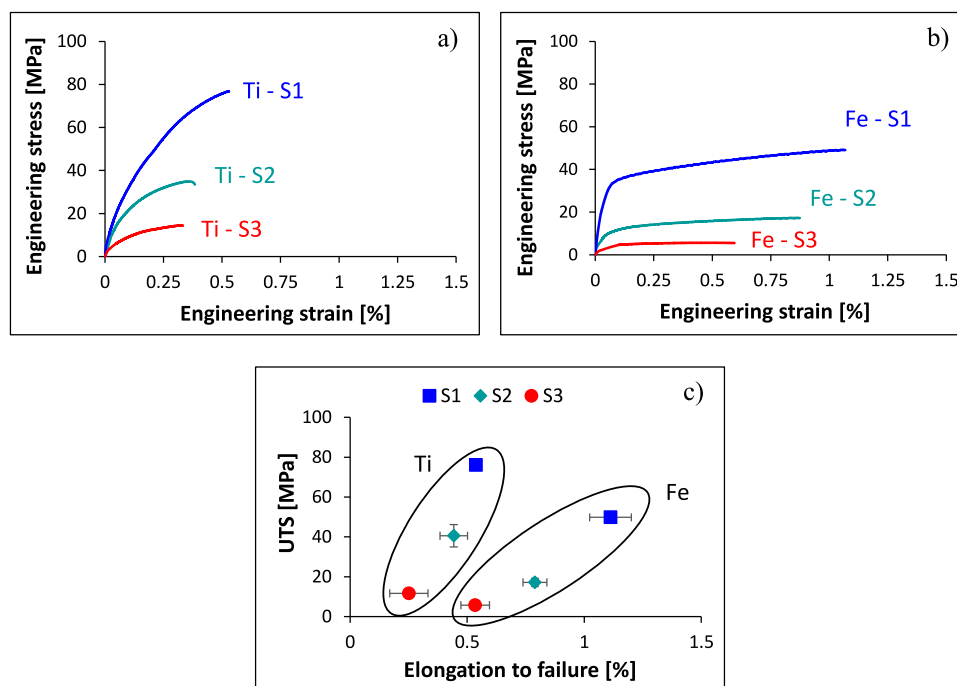 a)
Engineering stress [MPa]
100
80
60
40
20
0
Ti - S1
Ti - S2
Ti - S3
0 0.25 0.5 0.75 1 1.25 1.5
Engineering strain [%]
b)
Engineering stress [MPa]
100
80
60
40
20
0
Fe - S1
Fe - S2
Fe - S3
0 0.25 0.5 0.75 1 1.25 1.5
Engineering strain [%]
S1 S2 S3
c)
UTS [MPa]
100
80
60
40
20
0
Ti
Fe
0 0.5 1 1.5
Elongation to failure [%]